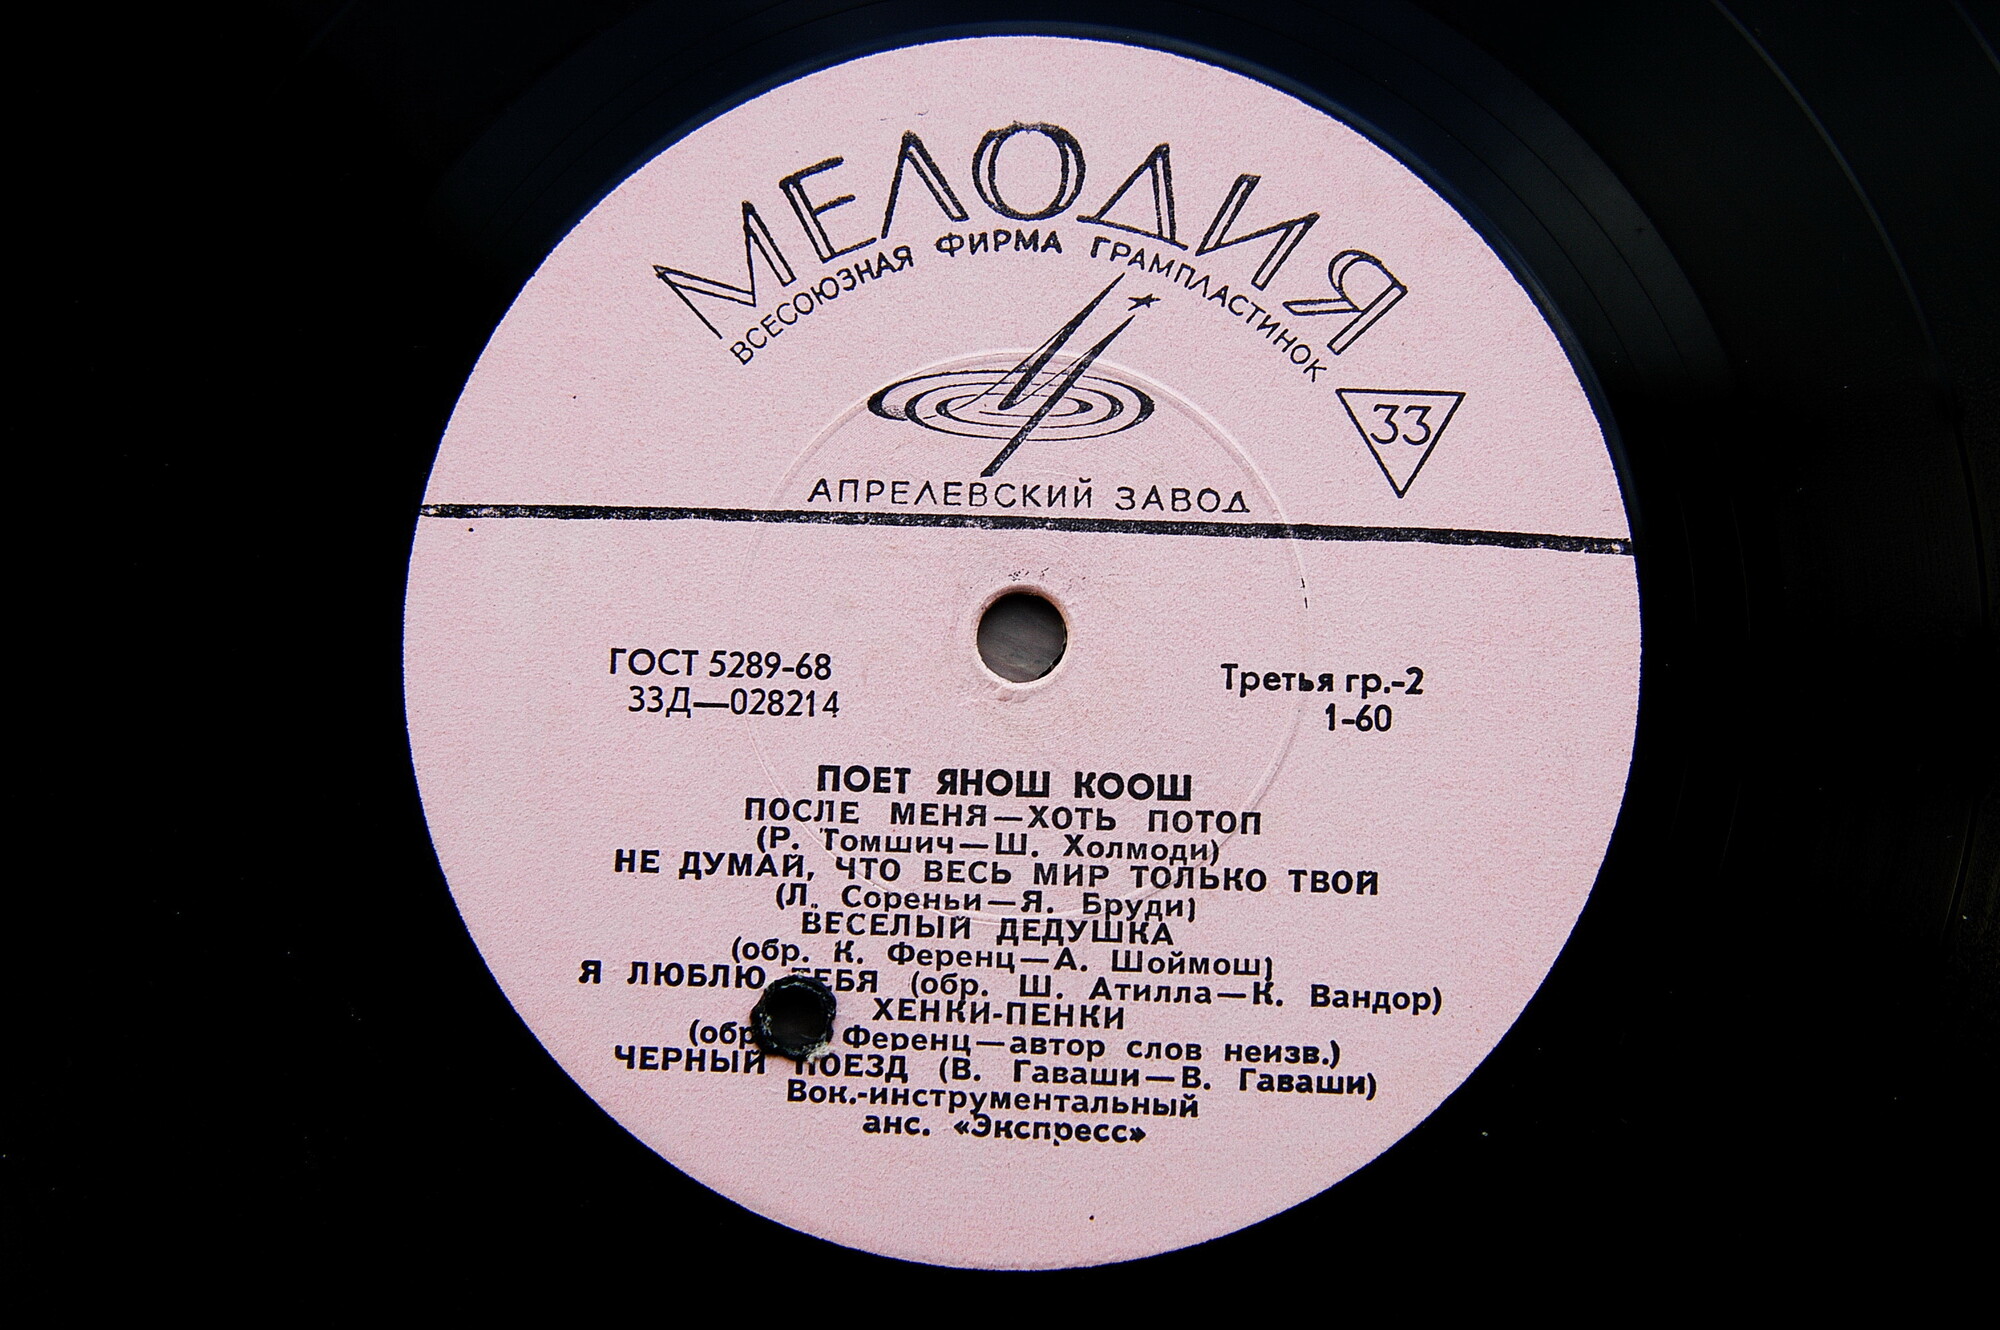 МЕЛОДИЯ
ВСЕСОЮЗНАЯ ФИРМА ГРАМПЛАСТИНОК
33
АПРЕЛЕВСКИЙ ЗАВОД
ГОСТ 5289-68
33Д—028214
Третья гр.-2
1-60
ПОЕТ ЯНОШ КООШ
ПОСЛЕ МЕНЯ—ХОТЬ ПОТОП
(Р. Томшич—Ш. Холмоди)
НЕ ДУМАЙ, ЧТО ВЕСЬ МИР ТОЛЬКО ТВОЙ
(Л. Сореньи—Я. Броди)
ВЕСЕЛЫЙ ДЕДУШКА
(обр. К. Ференц—А. Шоймош)
Я ЛЮБЛЮ ТЕБЯ (обр. Ш. Атилла—К. Вандор)
ХЕНКИ-ПЕНКИ
(обр Ференц—автор слов неизв.)
ЧЕРНЫЙ ПОЕЗД (В. Гаваши—В. Гаваши)
Вок.-инструментальный
анс. «Экспресс»